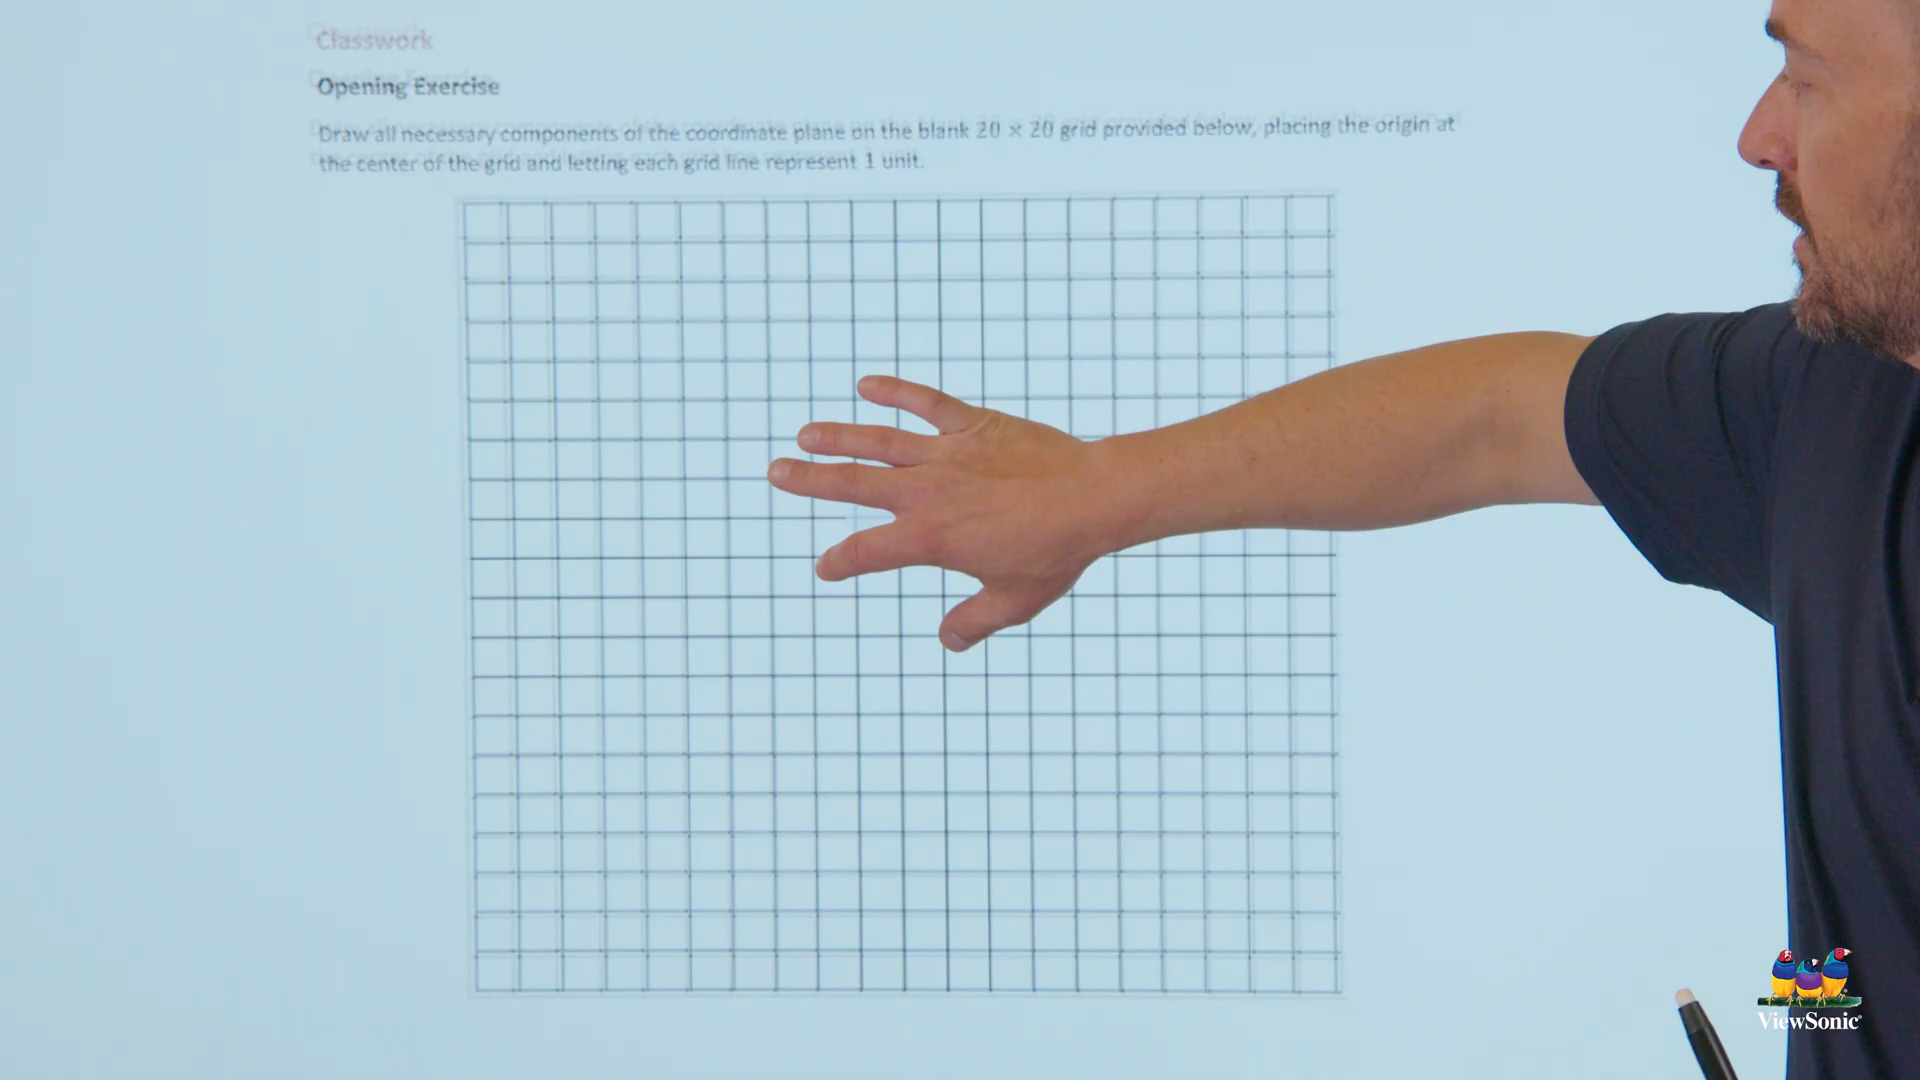 Classwork
Opening Exercise
Draw all necessary components of the coordinate plane on the blank 20 × 20 grid provided below, placing the origin at
the center of the grid and letting each grid line represent 1 unit.
ViewSonic